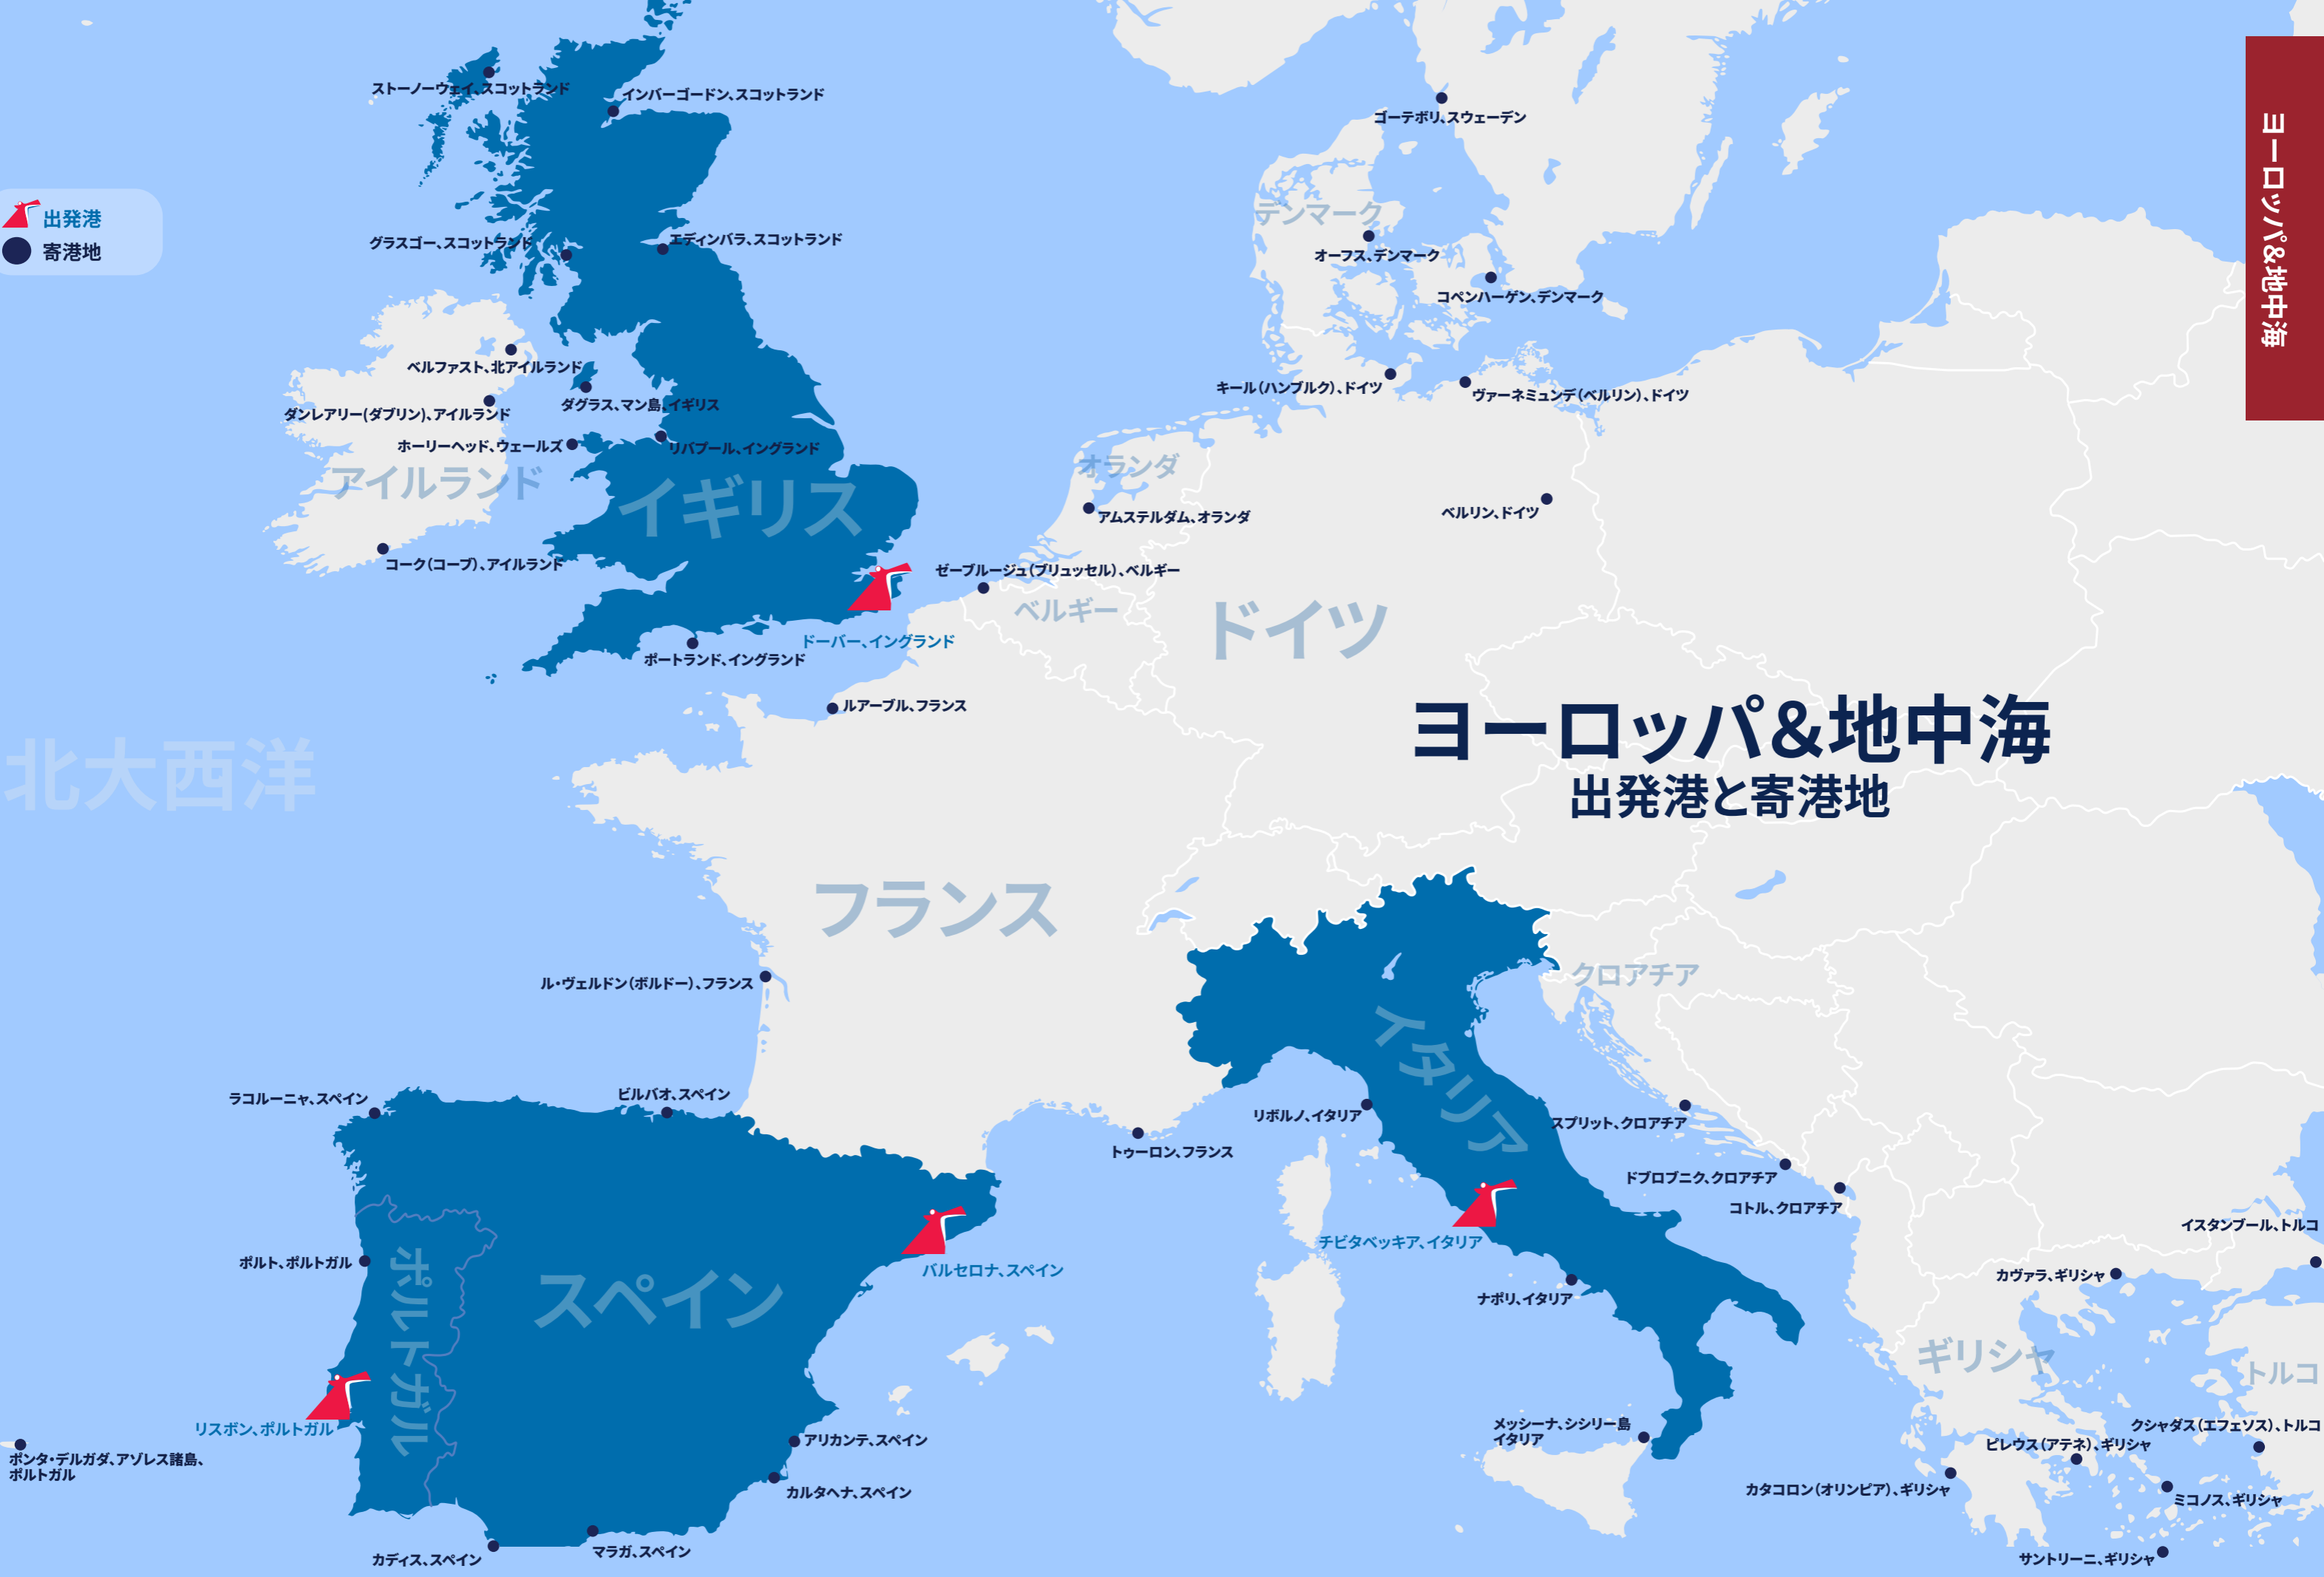 ストーノーウェイ、スコットランド
インバーゴードン、スコットランド
ゴーテボリ、スウェーデン
ヨーロッパ&地中海
出発港
寄港地
デンマーク
グラスゴー、スコットランド
エディンバラ、スコットランド
オーフス、デンマーク
コペンハーゲン、デンマーク
ベルファスト、北アイルランド
ダグラス、マン島、イギリス
キール（ハンブルク）、ドイツ
ヴァーネミュンデ（ベルリン）、ドイツ
ダンレアリー(ダブリン)、アイルランド
ホーリーヘッド、ウェールズ
リバプール、イングランド
アイルランド
イギリス
オランダ
アムステルダム、オランダ
ベルリン、ドイツ
コーク（コーブ）、アイルランド
ゼーブルージュ（ブリュッセル）、ベルギー
ベルギー
ドイツ
ドーバー、イングランド
ポートランド、イングランド
ルアーブル、フランス
ヨーロッパ&地中海
出発港と寄港地
北大西洋
フランス
ル・ヴェルドン（ボルドー）、フランス
クロアチア
イタリア
ラコルーニャ、スペイン
ビルバオ、スペイン
リボルノ、イタリア
スプリット、クロアチア
トゥーロン、フランス
ドブロブニク、クロアチア
コトル、クロアチア
イスタンブール、トルコ
チビタベッキア、イタリア
ポルト、ポルトガル
バルセロナ、スペイン
カヴァラ、ギリシャ
ポルトガル
スペイン
ナポリ、イタリア
ギリシャ
トルコ
リスボン、ポルトガル
アリカンテ、スペイン
メッシーナ、シシリー島
イタリア
クシャダス（エフェソス）、トルコ
ピレウス（アテネ）、ギリシャ
ポンタ・デルガダ、アゾレス諸島、
ポルトガル
カルタヘナ、スペイン
カタコロン（オリンピア）、ギリシャ
ミコノス、ギリシャ
カディス、スペイン
マラガ、スペイン
サントリーニ、ギリシャ